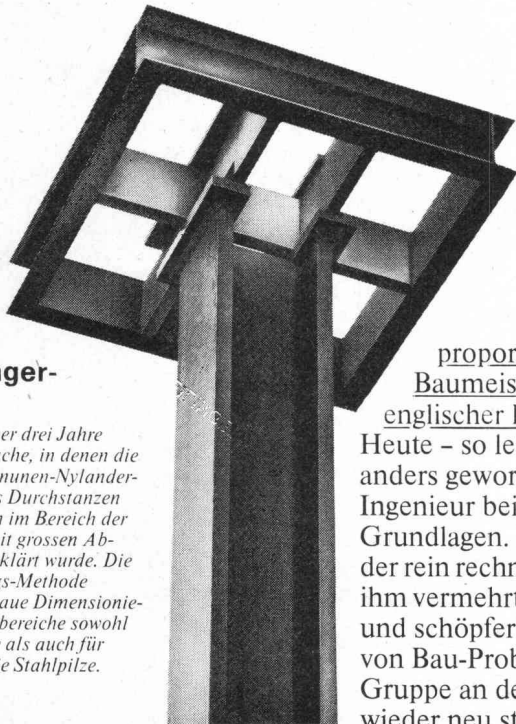 ger-
er drei Jahre
che, in denen die
nunen-Nylander-
s Durchstanzen
n im Bereich der
it grossen Ab-
klärt wurde. Die
s-Methode
aue Dimensionie-
bereiche sowohl
als auch für
ie Stahlpilze.
propor
Baumeis
englischer
Heute – so le
anders gewor
Ingenieur bei
Grundlagen.
der rein rechn
ihm vermehrt
und schöpfer
von Bau-Prob
Gruppe an de
wieder neu st